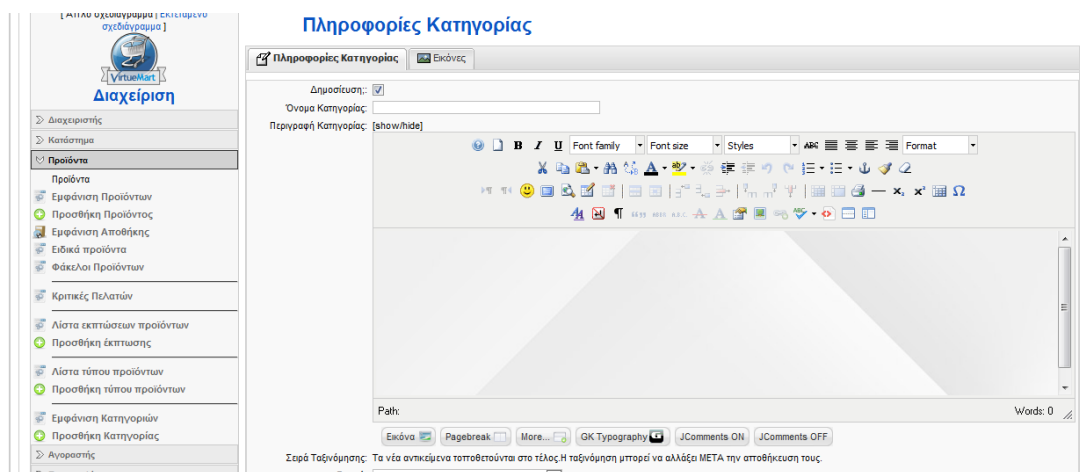 [ Απλό σχεδιάγραμμα | Εκτεταμένο
σχεδιάγραμμα ]
VirtueMart
Διαχείριση
Διαχειριστής
Κατάστημα
Προϊόντα
Προϊόντα
Εμφάνιση Προϊόντων
Προσθήκη Προϊόντος
Εμφάνιση Αποθήκης
Ειδικά προϊόντα
Φάκελοι Προϊόντων
Κριτικές Πελατών
Λίστα εκπτώσεων προϊόντων
Προσθήκη έκπτωσης
Λίστα τύπου προϊόντων
Προσθήκη τύπου προϊόντων
Εμφάνιση Κατηγοριών
Προσθήκη Κατηγορίας
Αγοραστής
Πληροφορίες Κατηγορίας
Πληροφορίες Κατηγορίας Εικόνες
Δημοσίευση;:
Όνομα Κατηγορίας:
Περιγραφή Κατηγορίας: [show/hide]
B I U Font family Font size Styles ABC Format
Path: Words: 0
Εικόνα Pagebreak More... GK Typography JComments ON JComments OFF
Σειρά Ταξινόμησης: Τα νέα αντικείμενα τοποθετούνται στο τέλος.Η ταξινόμηση μπορεί να αλλάξει ΜΕΤΑ την αποθήκευση τους.